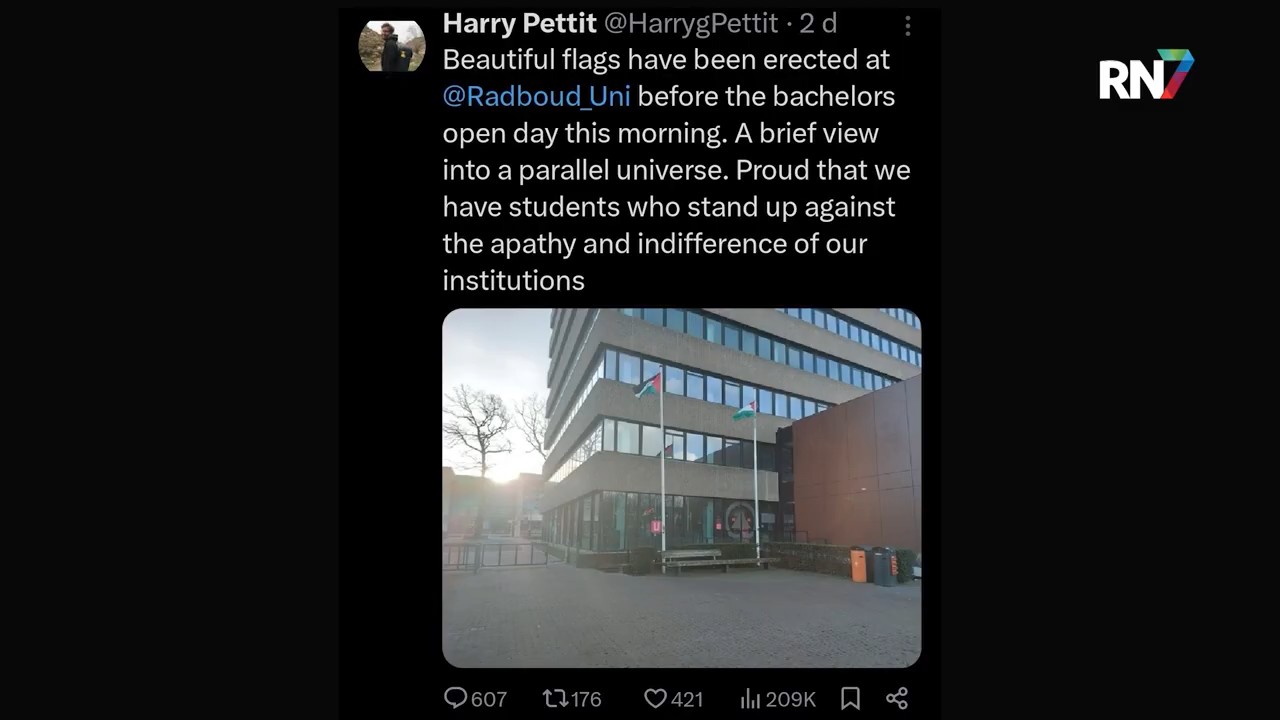 Harry Pettit @HarrygPettit · 2 d
RN7
Beautiful flags have been erected at
@Radboud_Uni before the bachelors
open day this morning. A brief view
into a parallel universe. Proud that we
have students who stand up against
the apathy and indifference of our
institutions
607 176 421 209K